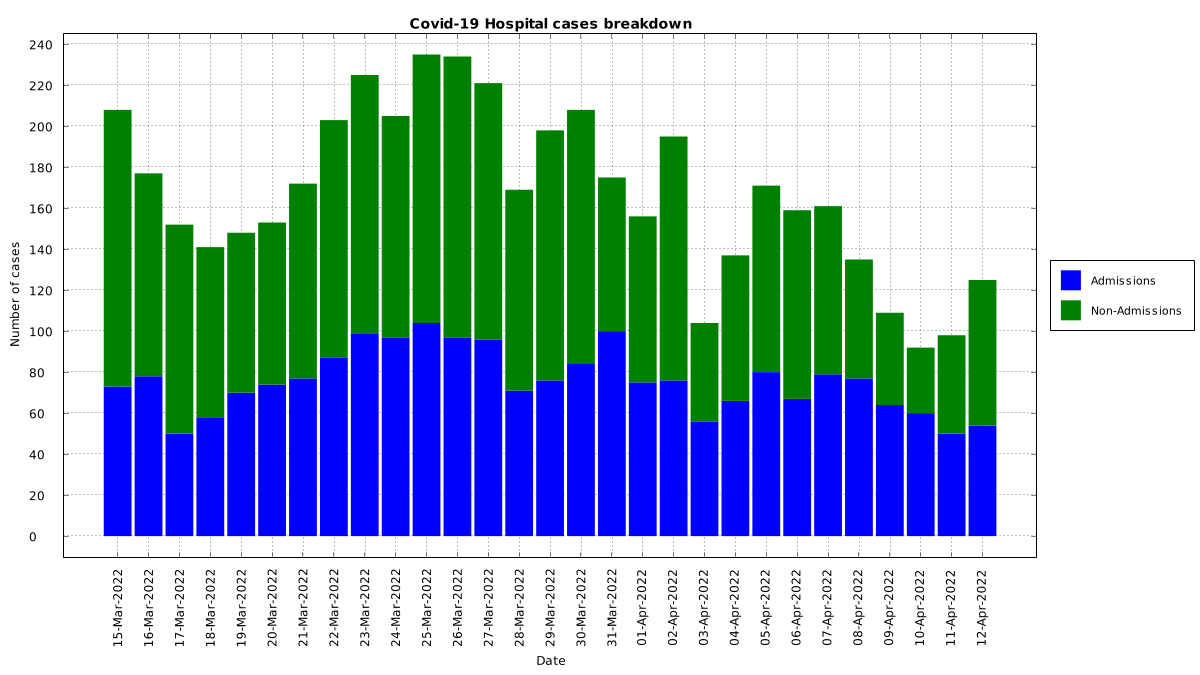 Covid-19 Hospital cases breakdown
240
220
200
180
160
140
120
100
80
60
40
20
0
Number of cases
Admissions
Non-Admissions
15-Mar-2022
16-Mar-2022
17-Mar-2022
18-Mar-2022
19-Mar-2022
20-Mar-2022
21-Mar-2022
22-Mar-2022
23-Mar-2022
24-Mar-2022
25-Mar-2022
26-Mar-2022
27-Mar-2022
28-Mar-2022
29-Mar-2022
30-Mar-2022
31-Mar-2022
01-Apr-2022
02-Apr-2022
03-Apr-2022
04-Apr-2022
05-Apr-2022
06-Apr-2022
07-Apr-2022
08-Apr-2022
09-Apr-2022
10-Apr-2022
11-Apr-2022
12-Apr-2022
Date